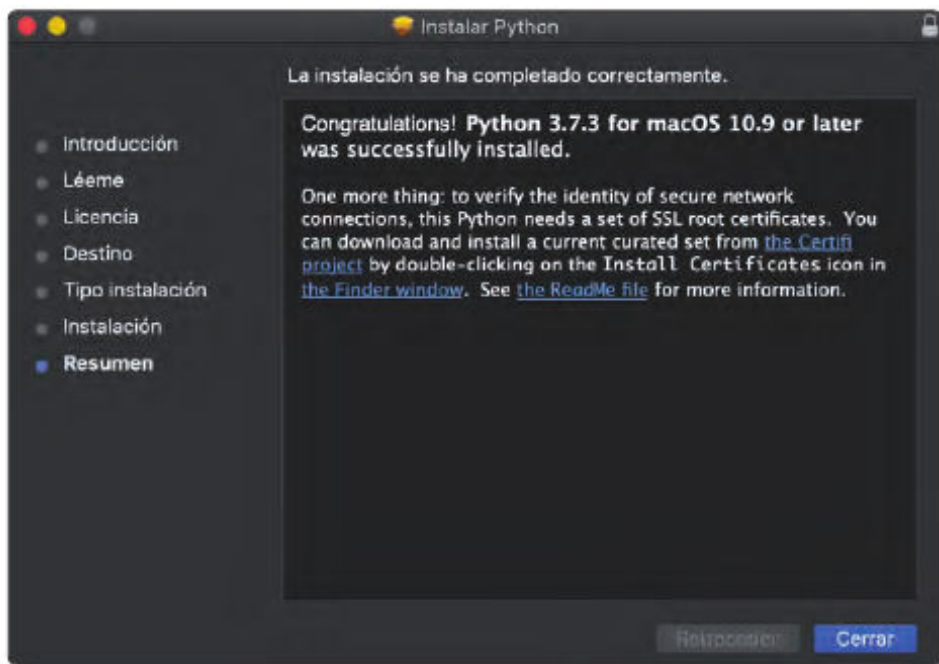 Instalar Python
La instalación se ha completado correctamente.
Introducción
Léeme
Licencia
Destino
Tipo instalación
Instalación
Resumen
Congratulations! Python 3.7.3 for macOS 10.9 or later
was successfully installed.
One more thing: to verify the identity of secure network
connections, this Python needs a set of SSL root certificates. You
can download and install a current curated set from the Certifi
project by double-clicking on the Install Certificates icon in
the Finder window. See the ReadMe file for more information.
Retroceder
Cerrar